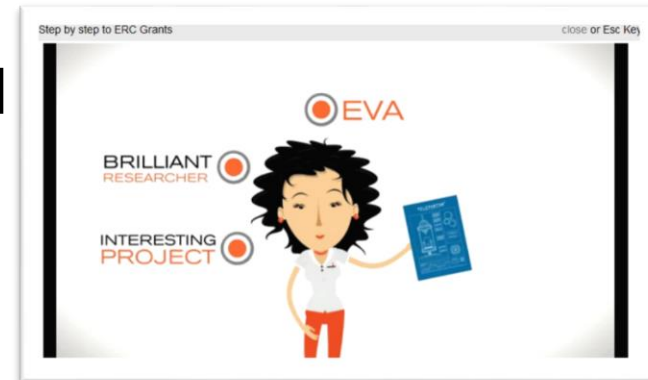 Step by step to ERC Grants
close or Esc Key
EVA
BRILLIANT
RESEARCHER
INTERESTING
PROJECT